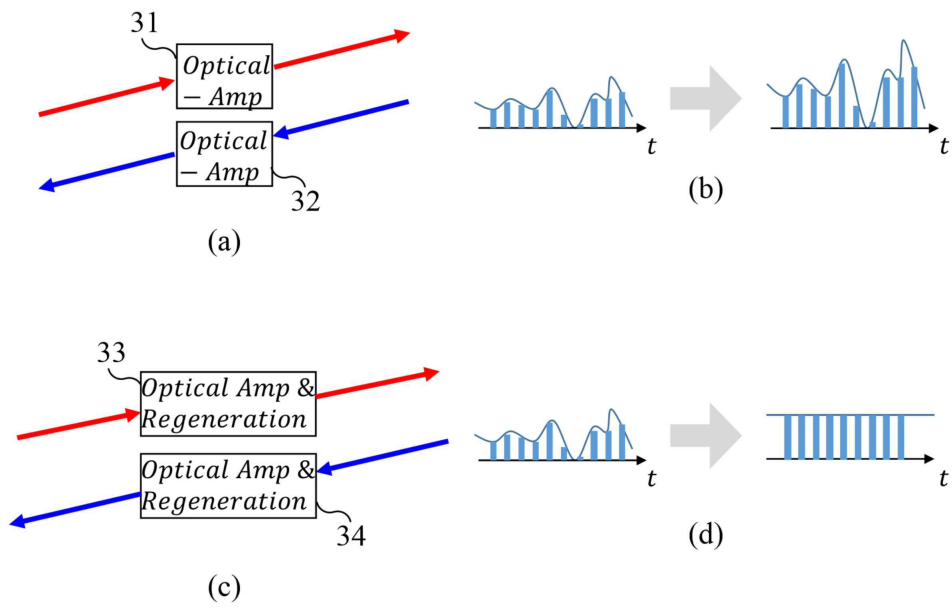 31
Optical
– Amp
Optical
– Amp
32
(a)
t
t
(b)
33
Optical Amp &
Regeneration
Optical Amp &
Regeneration
34
(c)
t
t
(d)